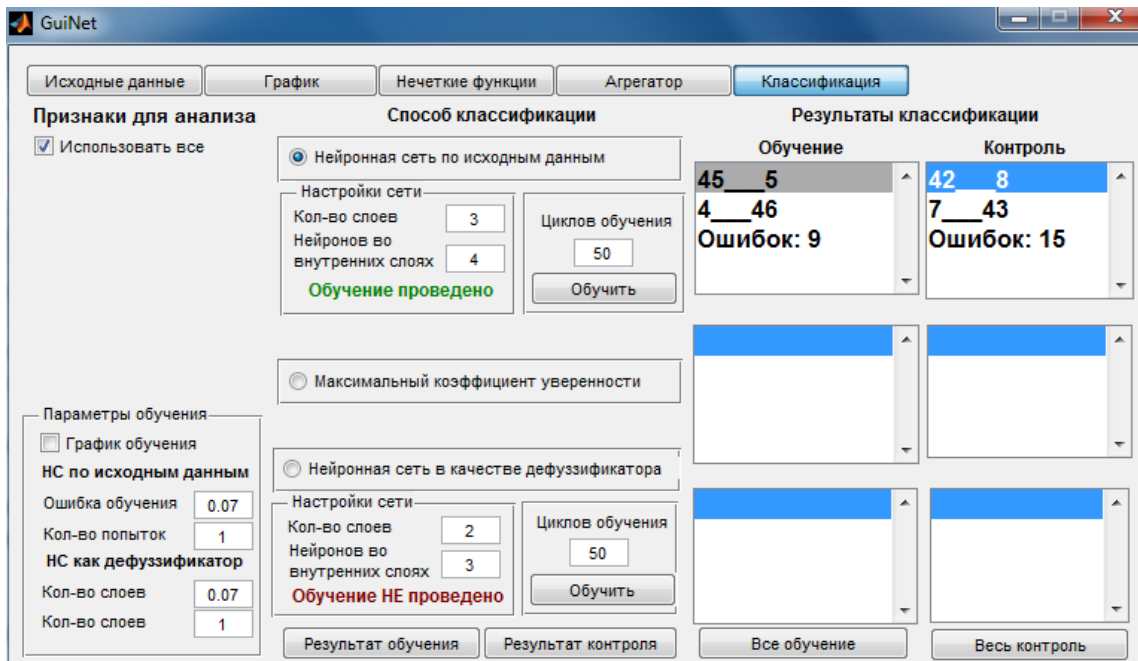 GuiNet
Исходные данные
График
Нечеткие функции
Агрегатор
Классификация
Признаки для анализа
Использовать все
Способ классификации
Нейронная сеть по исходным данным
Настройки сети
Кол-во слоев 3
Нейронов во
внутренних слоях 4
Обучение проведено
Циклов обучения
50
Обучить
Максимальный коэффициент уверенности
Нейронная сеть в качестве дефуззификатора
Настройки сети
Кол-во слоев 2
Нейронов во
внутренних слоях 3
Обучение НЕ проведено
Циклов обучения
50
Обучить
Результат обучения
Результат контроля
Параметры обучения
График обучения
НС по исходным данным
Ошибка обучения 0.07
Кол-во попыток 1
НС как дефуззификатор
Кол-во слоев 0.07
Кол-во слоев 1
Результаты классификации
Обучение
45___5
4___46
Ошибок: 9
Контроль
42___8
7___43
Ошибок: 15
Все обучение
Весь контроль